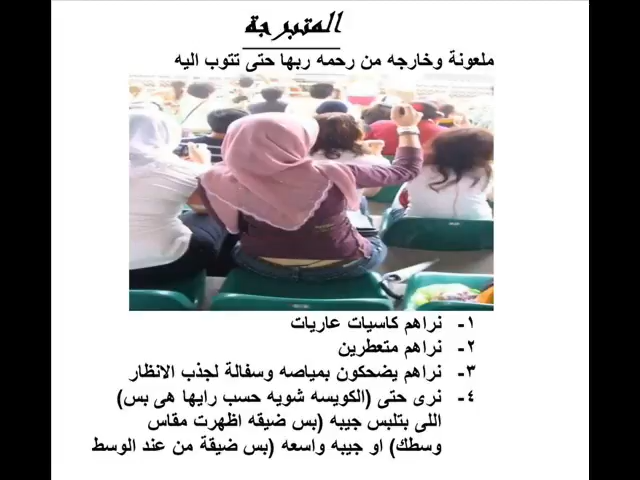 المتبرجة
ملعونة وخارجه من رحمه ربها حتى تتوب اليه
١- نراهم كاسيات عاريات
٢- نراهم متعطرين
٣- نراهم يضحكون بمياصه وسفالة لجذب الانظار
٤- نرى حتى (الكويسه شويه حسب رايها هى بس)
اللى بتلبس جيبه (بس ضيقه اظهرت مقاس
وسطك) او جيبه واسعه (بس ضيقة من عند الوسط